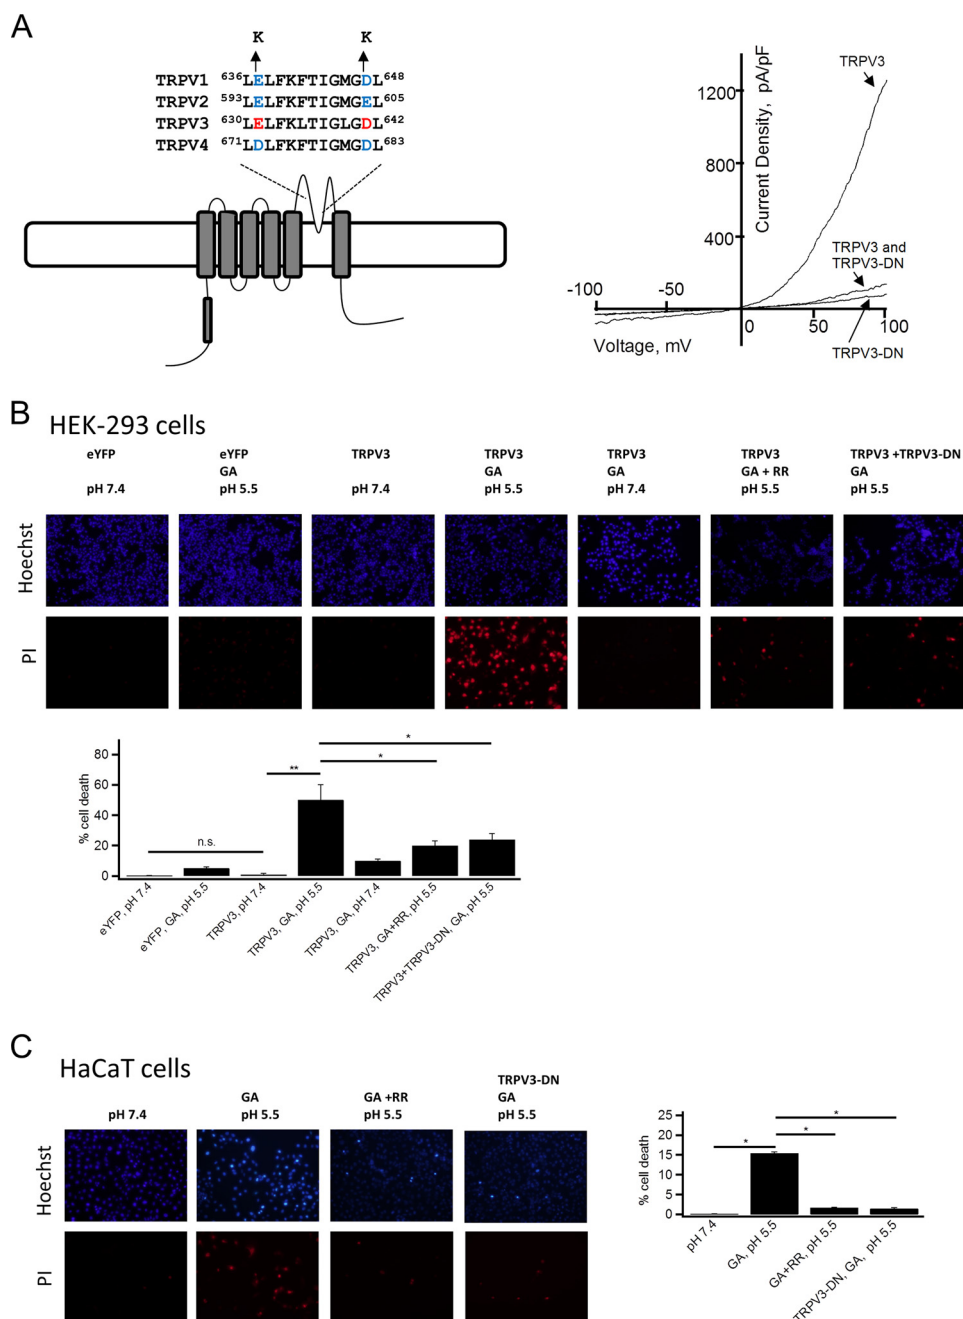 A
K K
TRPV1 636LELFKFTIGMGDL648
TRPV2 593LELFKFTIGMGEL605
TRPV3 630LELFKLTIGLGDL642
TRPV4 671LDLFKFTIGMGDL683
Current Density, pA/pF
1200
800
400
TRPV3
TRPV3 and
TRPV3-DN
-100 -50
0 50 100
Voltage, mV
TRPV3-DN
B
HEK-293 cells
eYFP
pH 7.4
eYFP
GA
pH 5.5
TRPV3
pH 7.4
TRPV3
GA
pH 5.5
TRPV3
GA
pH 7.4
TRPV3
GA + RR
pH 5.5
TRPV3 +TRPV3-DN
GA
pH 5.5
Hoechst
PI
% cell death
80
60
40
20
0
n.s.
**
*
*
eYFP, pH 7.4
eYFP, GA, pH 5.5
TRPV3, pH 7.4
TRPV3, GA, pH 5.5
TRPV3, GA, pH 7.4
TRPV3, GA+RR, pH 5.5
TRPV3+TRPV3-DN, GA, pH 5.5
C
HaCaT cells
pH 7.4
GA
pH 5.5
GA +RR
pH 5.5
TRPV3-DN
GA
pH 5.5
Hoechst
PI
% cell death
25
20
15
10
5
0
*
*
*
pH 7.4
GA, pH 5.5
GA+RR, pH 5.5
TRPV3-DN, GA, pH 5.5